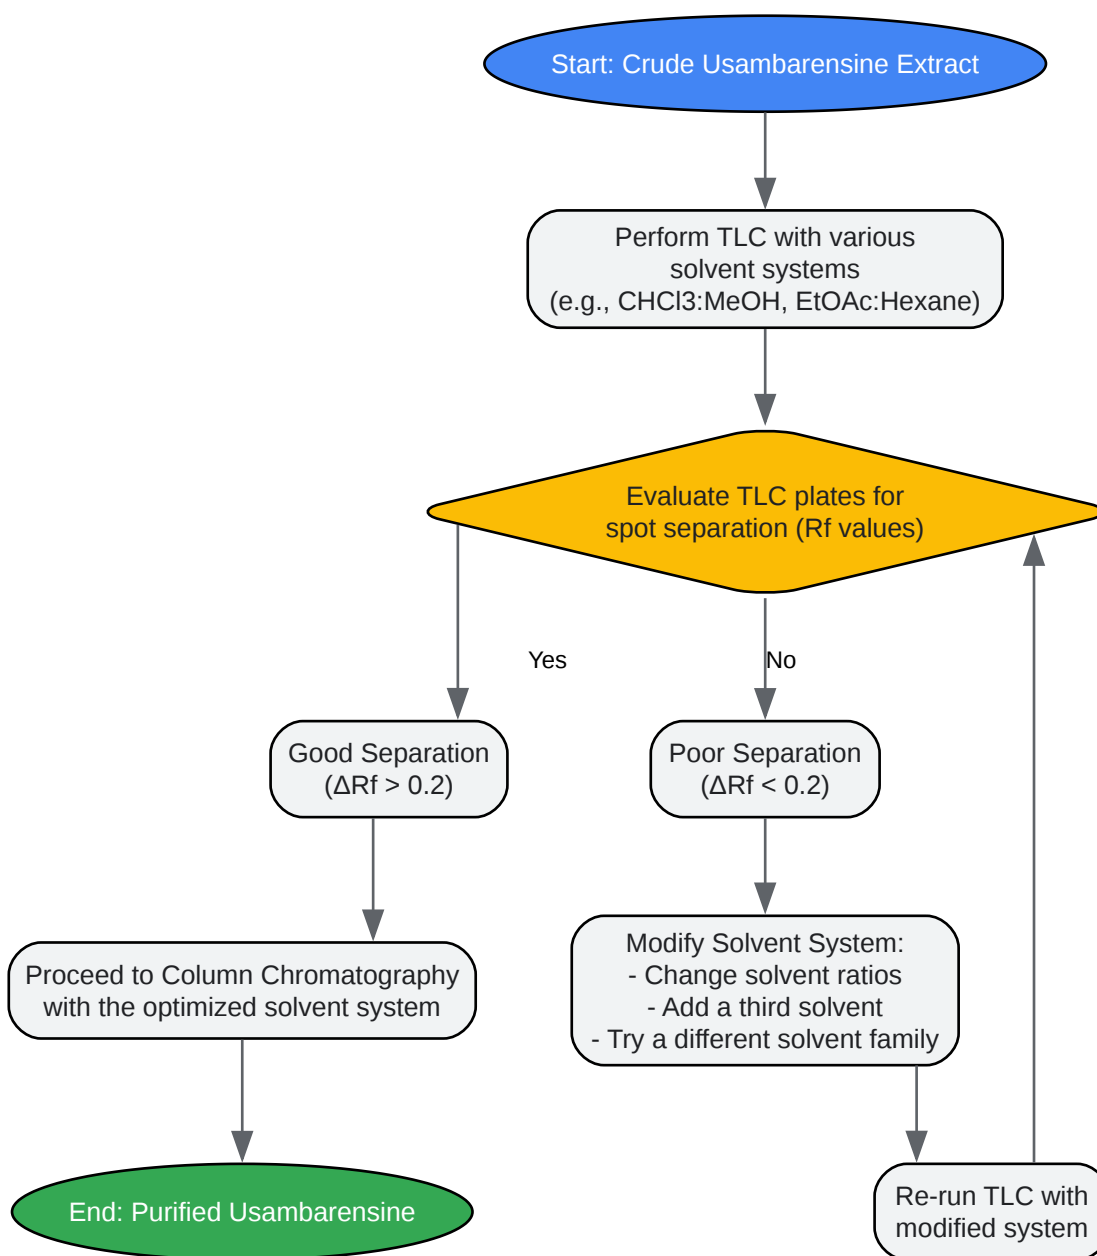 Start: Crude Usambarensine Extract
Perform TLC with various
solvent systems
(e.g., CHCl3:MeOH, EtOAc:Hexane)
Evaluate TLC plates for
spot separation (Rf values)
Yes
No
Good Separation
(ΔRf > 0.2)
Poor Separation
(ΔRf < 0.2)
Proceed to Column Chromatography
with the optimized solvent system
Modify Solvent System:
- Change solvent ratios
- Add a third solvent
- Try a different solvent family
End: Purified Usambarensine
Re-run TLC with
modified system